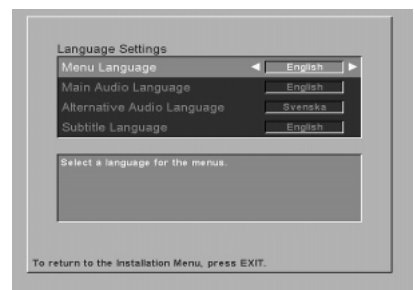 Language Settings
Menu Language English
Main Audio Language English
Alternative Audio Language Svenska
Subtitle Language English
Select a language for the menus.
To return to the Installation Menu, press EXIT.